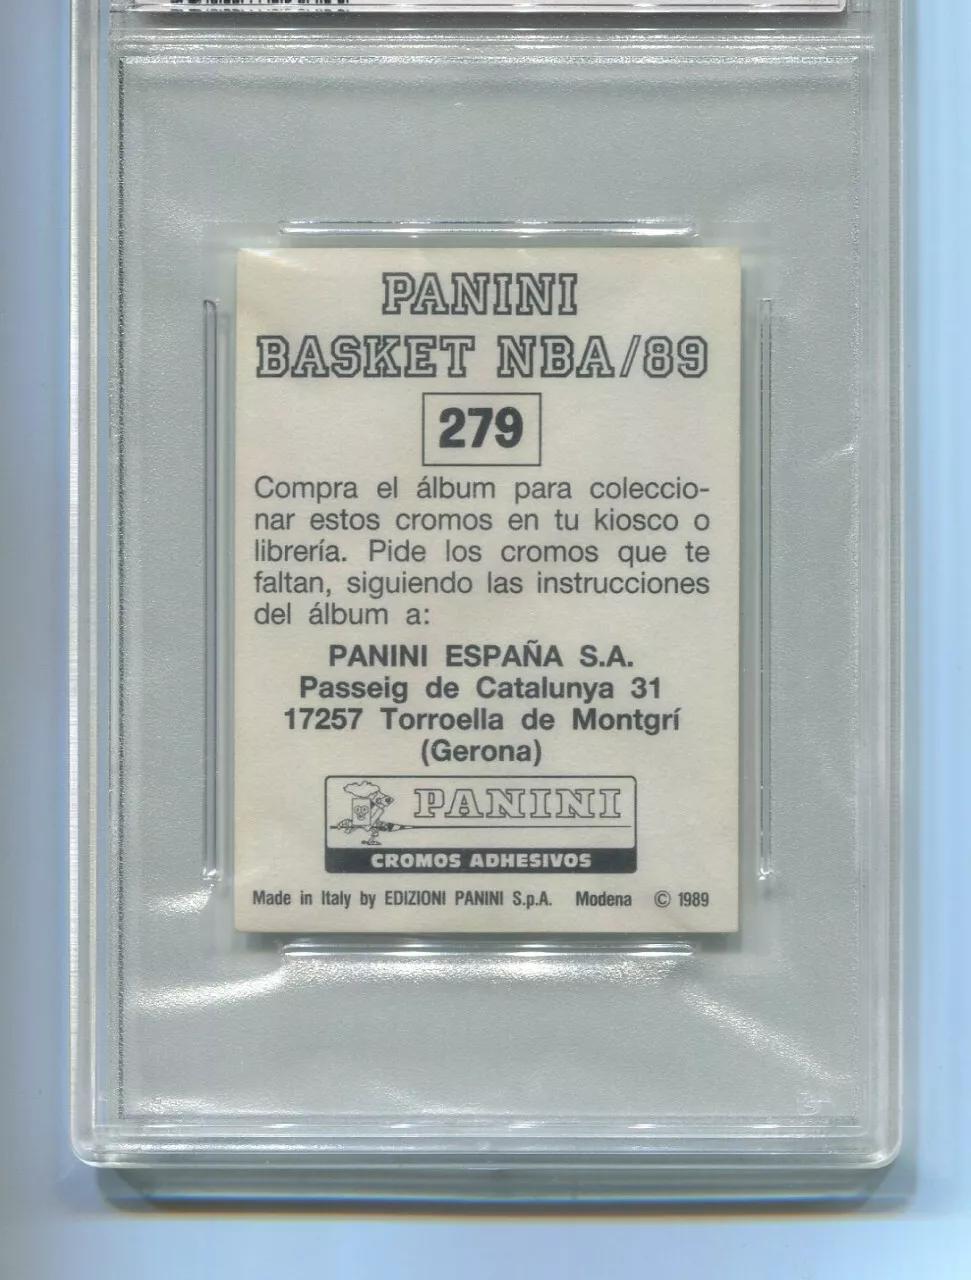 PANINI
BASKET NBA/89
279
Compra el álbum para coleccio-
nar estos cromos en tu kiosco o
librería. Pide los cromos que te
faltan, siguiendo las instrucciones
del álbum a:
PANINI ESPAÑA S.A.
Passeig de Catalunya 31
17257 Torroella de Montgrí
(Gerona)
PANINI
CROMOS ADHESIVOS
Made in Italy by EDIZIONI PANINI S.p.A. Modena © 1989